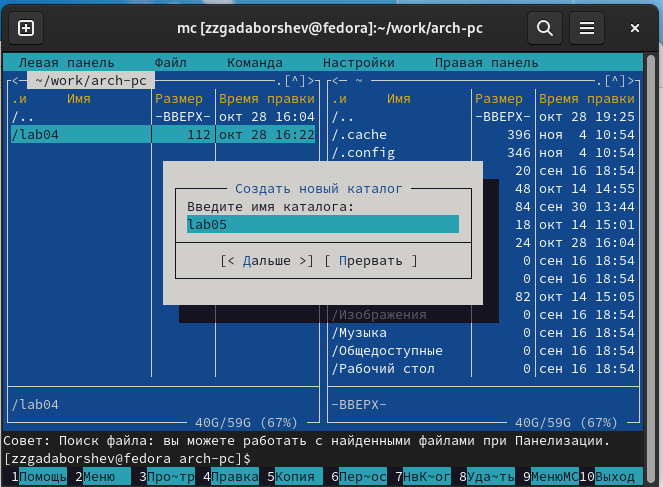 mc [zzgadaborshev@fedora]:~/work/arch-pc
Левая панель Файл Команда Настройки Правая панель
<- ~/work/arch-pc .[^]> <- ~ .[^]>
.и Имя Размер Время правки .и Имя Размер Время правки
/.. -ВВЕРХ- окт 28 16:04 /.. -ВВЕРХ- окт 28 19:25
/lab04 112 окт 28 16:22 /.cache 396 ноя 4 10:54
/.config 346 ноя 4 10:54
20 сен 16 18:54
Создать новый каталог 48 окт 14 14:55
Введите имя каталога: 84 сен 30 13:44
lab05 18 окт 14 15:01
24 окт 28 16:04
[< Дальше >] [ Прервать ] 0 сен 16 18:54
0 сен 16 18:54
82 окт 14 15:05
/Изображения 0 сен 16 18:54
/Музыка 0 сен 16 18:54
/Общедоступные 0 сен 16 18:54
/Рабочий стол 0 сен 16 18:54
/lab04 -ВВЕРХ-
40G/59G (67%) 40G/59G (67%)
Совет: Поиск файла: вы можете работать с найденными файлами при Панелизации.
[zzgadaborshev@fedora arch-pc]$
1Помощь 2Меню 3Про~тр 4Правка 5Копия 6Пер~ос 7НвК~ог 8Уда~ть 9МенюМС 10Выход